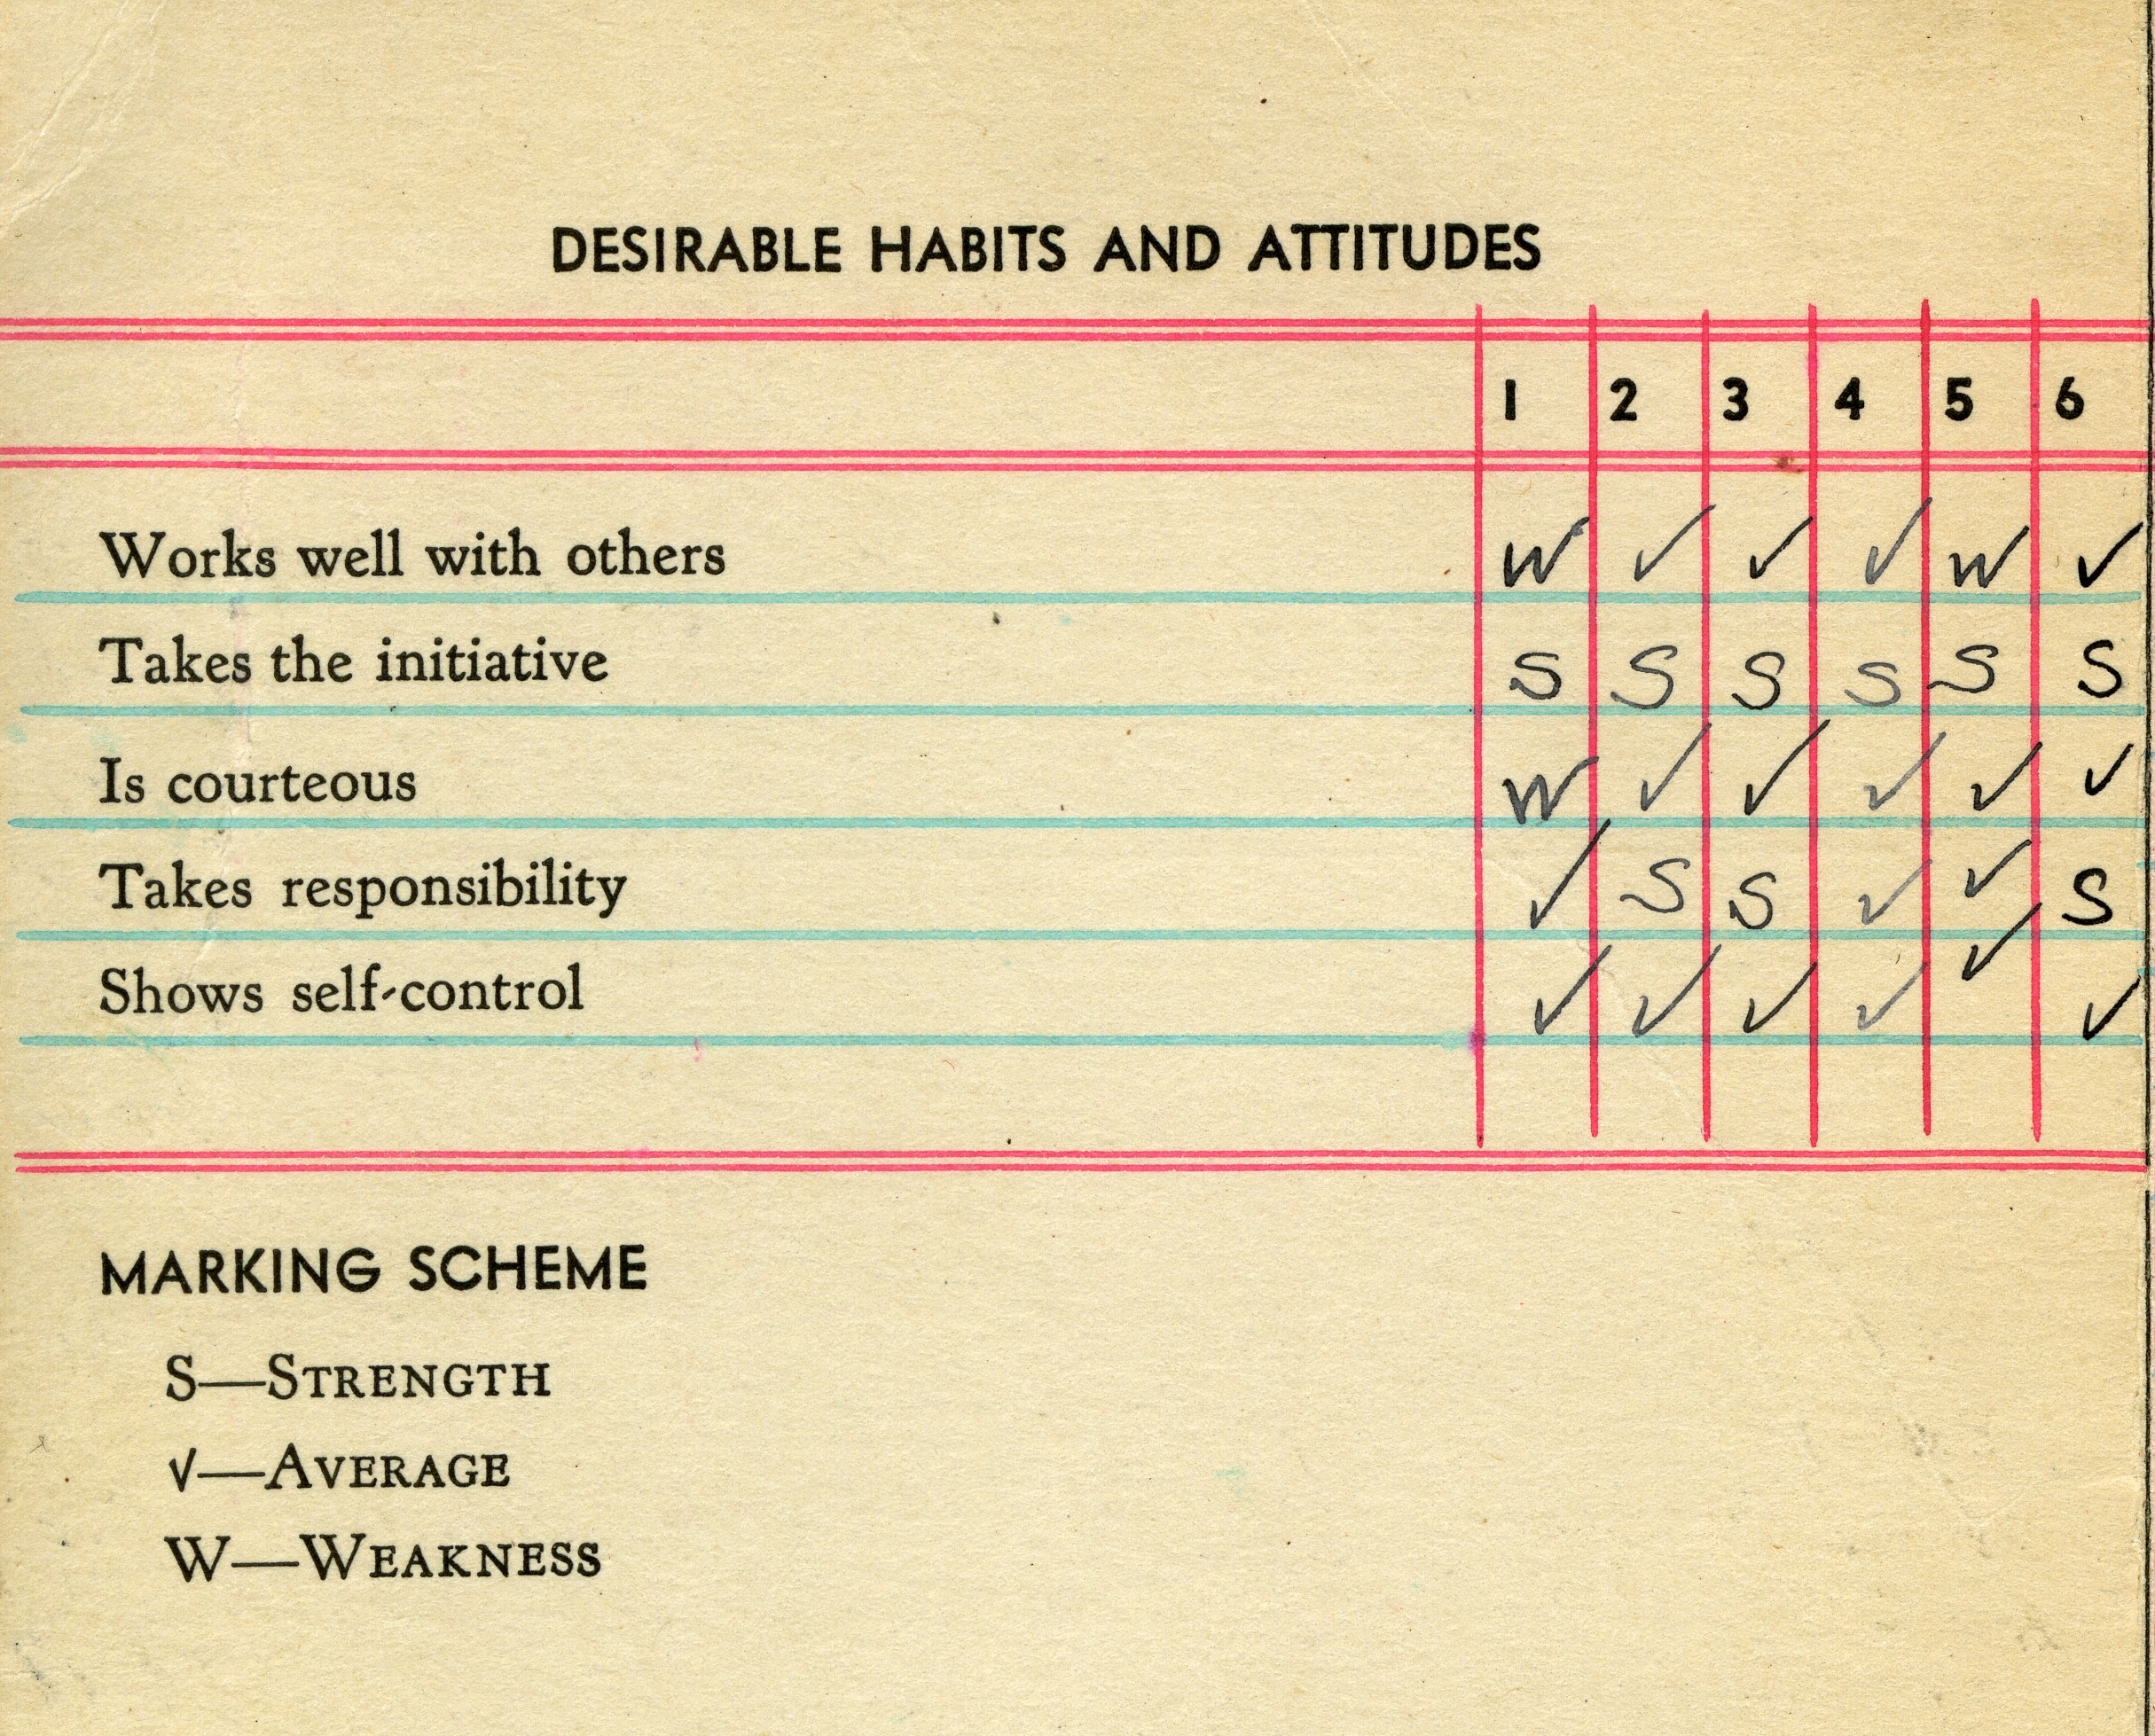 DESIRABLE HABITS AND ATTITUDES
1 2 3 4 5 6
Works well with others W ✓ ✓ ✓ W ✓
Takes the initiative S S S S S S
Is courteous W ✓ ✓ ✓ ✓ ✓
Takes responsibility ✓ S S ✓ ✓ S
Shows self-control ✓ ✓ ✓ ✓ ✓ ✓
MARKING SCHEME
S—STRENGTH
✓—AVERAGE
W—WEAKNESS